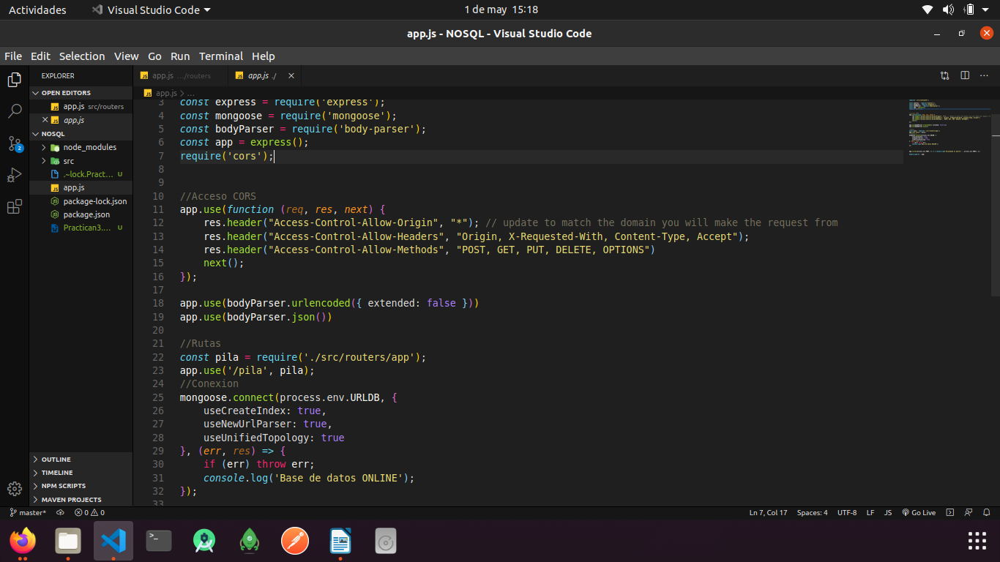 Actividades
Visual Studio Code
1 de may 15:18
app.js - NOSQL - Visual Studio Code
File Edit Selection View Go Run Terminal Help
EXPLORER
OPEN EDITORS
app.js src/routers
app.js
NOSQL
node_modules
src
.~lock.Pract... U
app.js
package-lock.json
package.json
Practican3.... U
OUTLINE
TIMELINE
NPM SCRIPTS
MAVEN PROJECTS
app.js .../routers
app.js ./
app.js > ...
3 const express = require('express');
4 const mongoose = require('mongoose');
5 const bodyParser = require('body-parser');
6 const app = express();
7 require('cors');
8
9
10 //Acceso CORS
11 app.use(function (req, res, next) {
12 res.header("Access-Control-Allow-Origin", "*"); // update to match the domain you will make the request from
13 res.header("Access-Control-Allow-Headers", "Origin, X-Requested-With, Content-Type, Accept");
14 res.header("Access-Control-Allow-Methods", "POST, GET, PUT, DELETE, OPTIONS")
15 next();
16 });
17
18 app.use(bodyParser.urlencoded({ extended: false }))
19 app.use(bodyParser.json())
20
21 //Rutas
22 const pila = require('./src/routers/app');
23 app.use('/pila', pila);
24 //Conexion
25 mongoose.connect(process.env.URLDB, {
26 useCreateIndex: true,
27 useNewUrlParser: true,
28 useUnifiedTopology: true
29 }, (err, res) => {
30 if (err) throw err;
31 console.log('Base de datos ONLINE');
32 });
33
2
master* 0 0
Ln 7, Col 17 Spaces: 4 UTF-8 LF JS Go Live